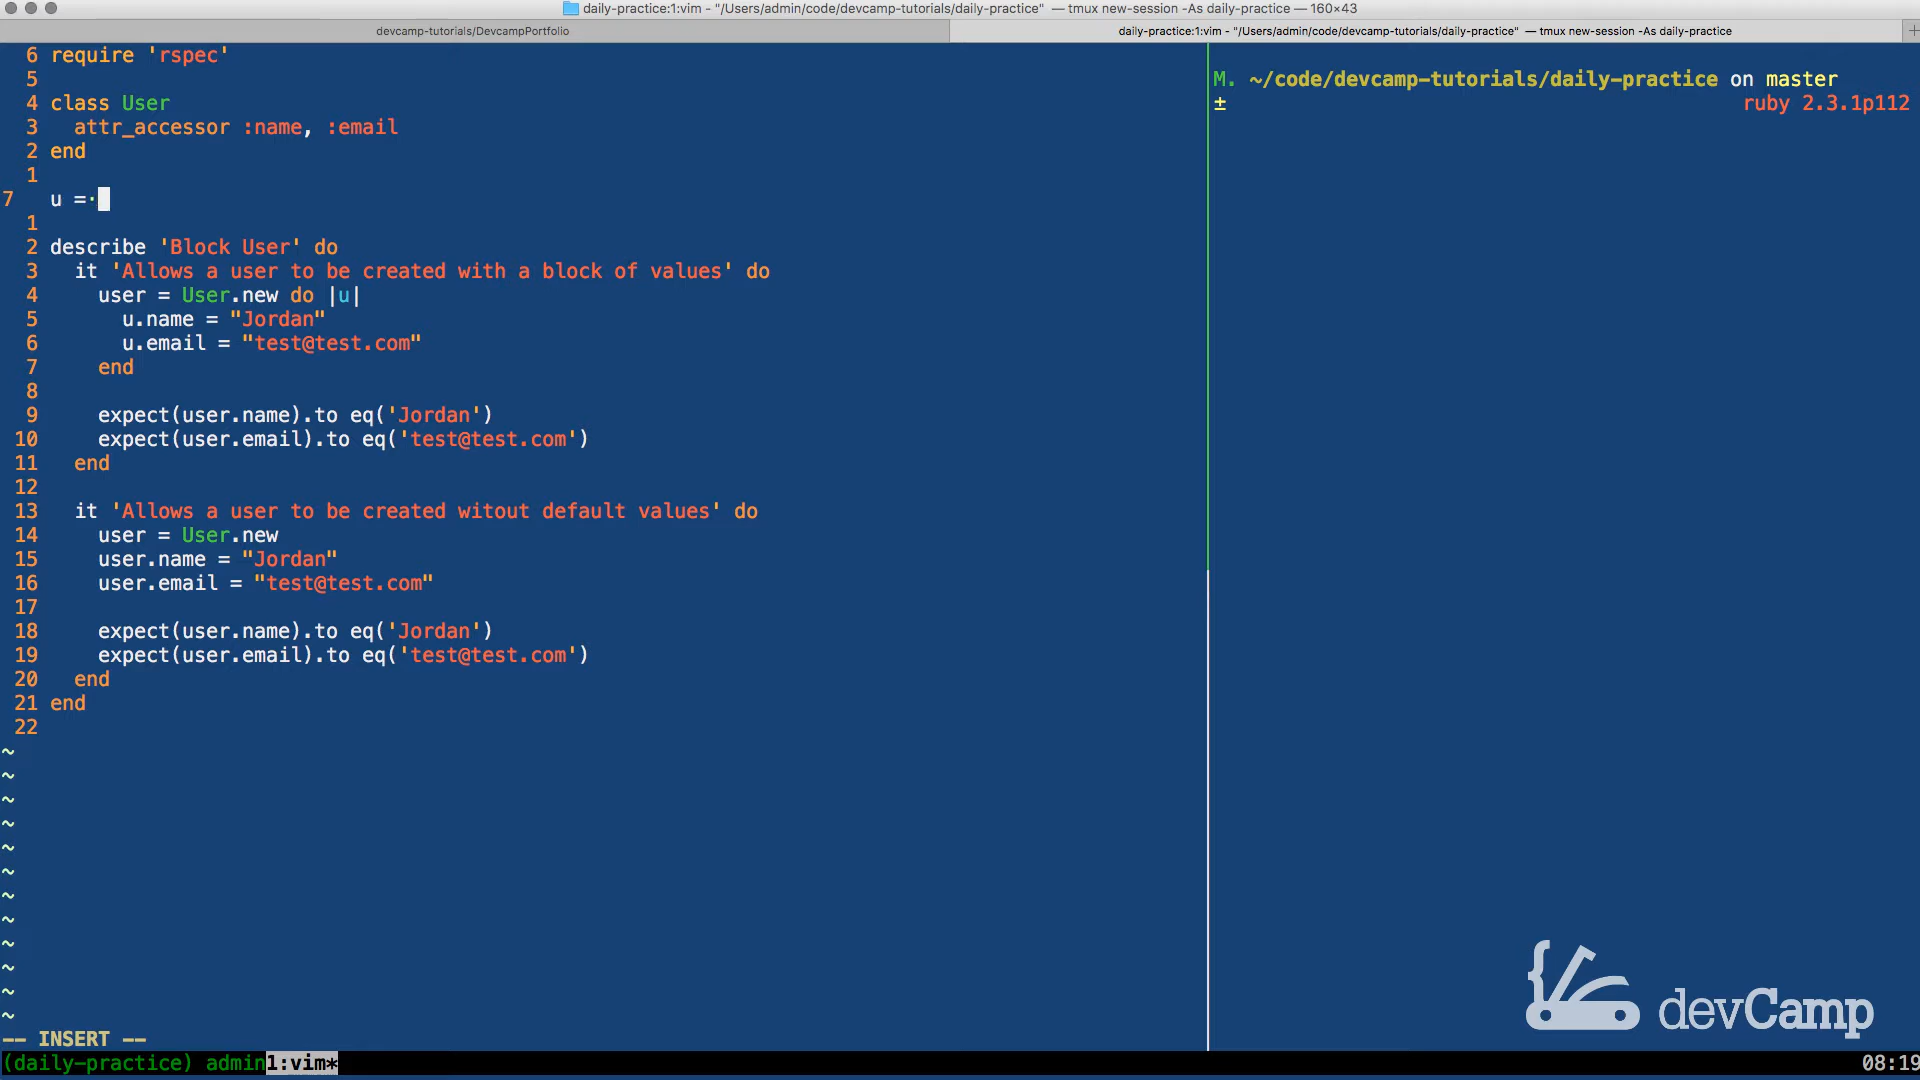 daily-practice:1:vim - "/Users/admin/code/devcamp-tutorials/daily-practice" — tmux new-session -As daily-practice — 160×43
devcamp-tutorials/DevcampPortfolio
daily-practice:1:vim - "/Users/admin/code/devcamp-tutorials/daily-practice" — tmux new-session -As daily-practice
+
6 require 'rspec'
5
4 class User
3   attr_accessor :name, :email
2 end
1
7   u =·
1
2 describe 'Block User' do
3   it 'Allows a user to be created with a block of values' do
4     user = User.new do |u|
5       u.name = "Jordan"
6       u.email = "test@test.com"
7     end
8
9     expect(user.name).to eq('Jordan')
10     expect(user.email).to eq('test@test.com')
11   end
12
13   it 'Allows a user to be created witout default values' do
14     user = User.new
15     user.name = "Jordan"
16     user.email = "test@test.com"
17
18     expect(user.name).to eq('Jordan')
19     expect(user.email).to eq('test@test.com')
20   end
21 end
22
~
~
~
~
~
~
~
~
~
~
~
~
-- INSERT --
M. ~/code/devcamp-tutorials/daily-practice on master
± ruby 2.3.1p112
devCamp
(daily-practice) admin1:vim* 08:19